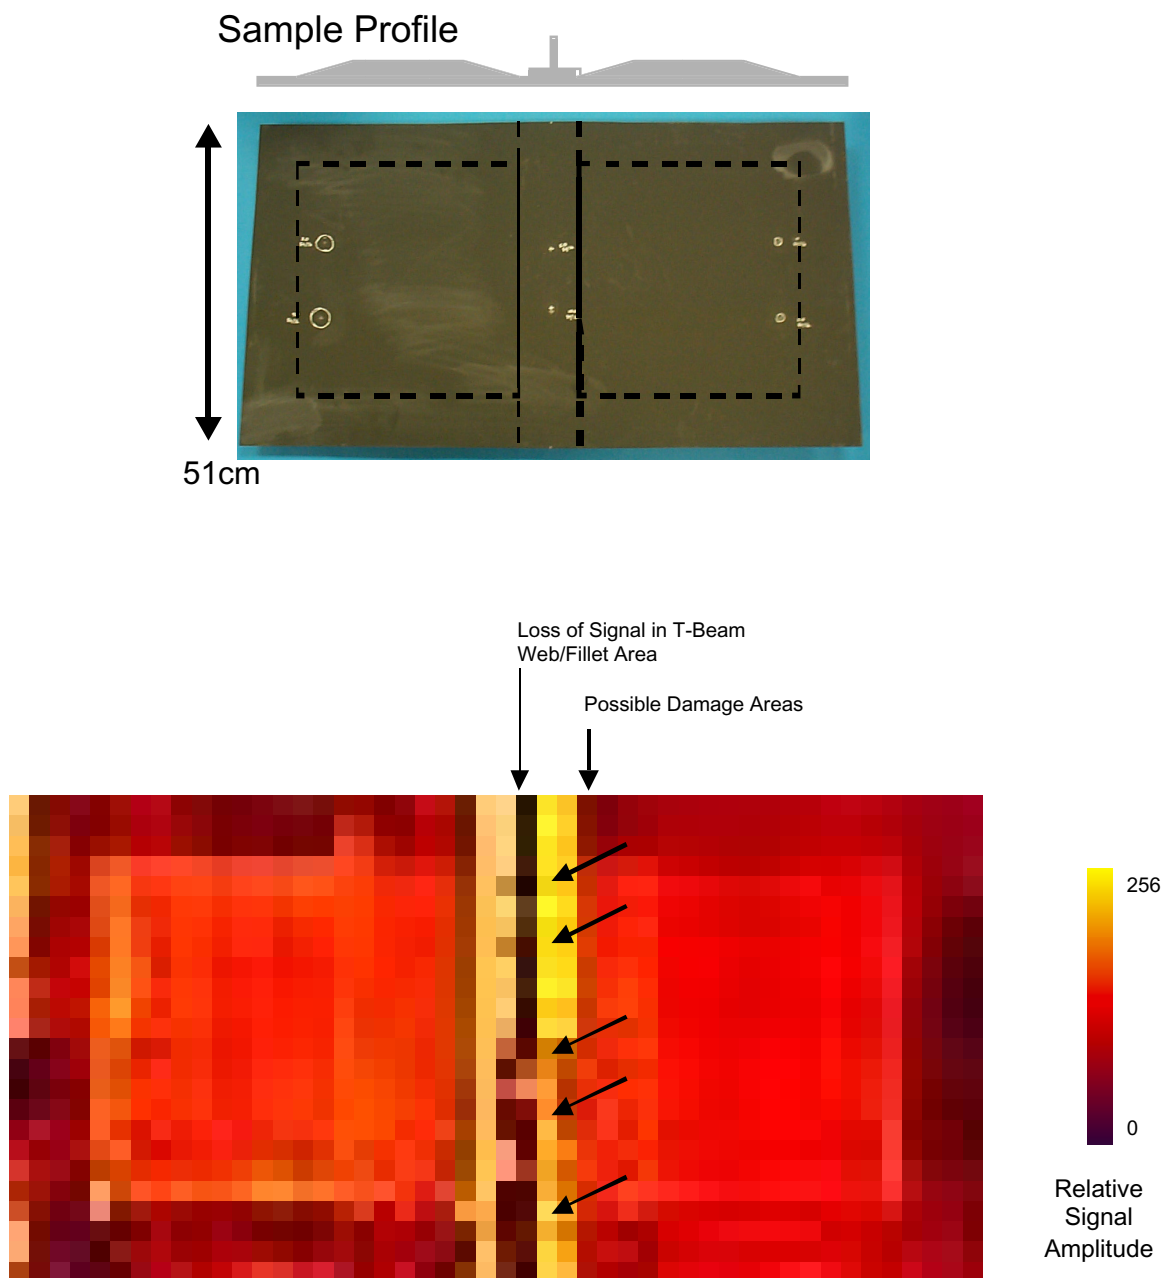 Sample Profile
51cm
Loss of Signal in T-Beam
Web/Fillet Area
Possible Damage Areas
256
0
Relative
Signal
Amplitude